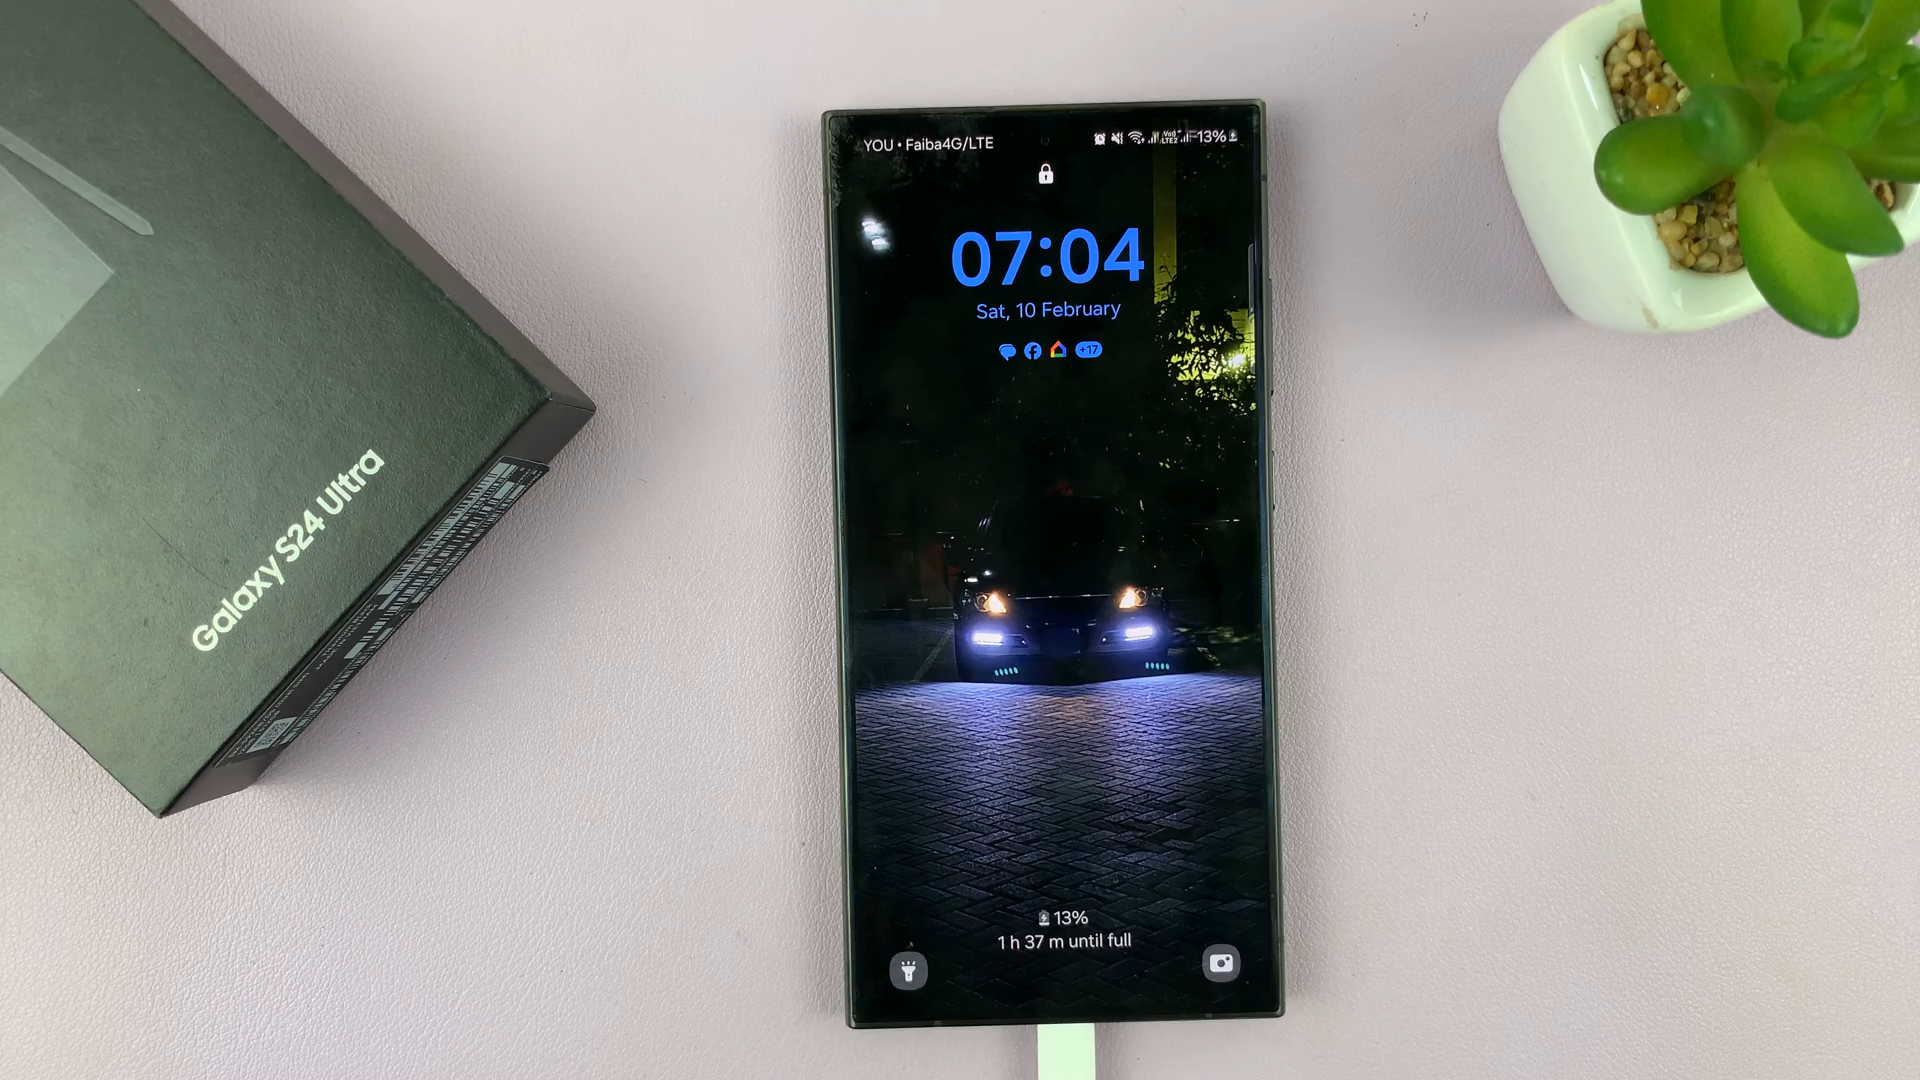 Galaxy S24 Ultra
YOU • Faiba4G/LTE
13%
07:04
Sat, 10 February
+17
13%
1 h 37 m until full